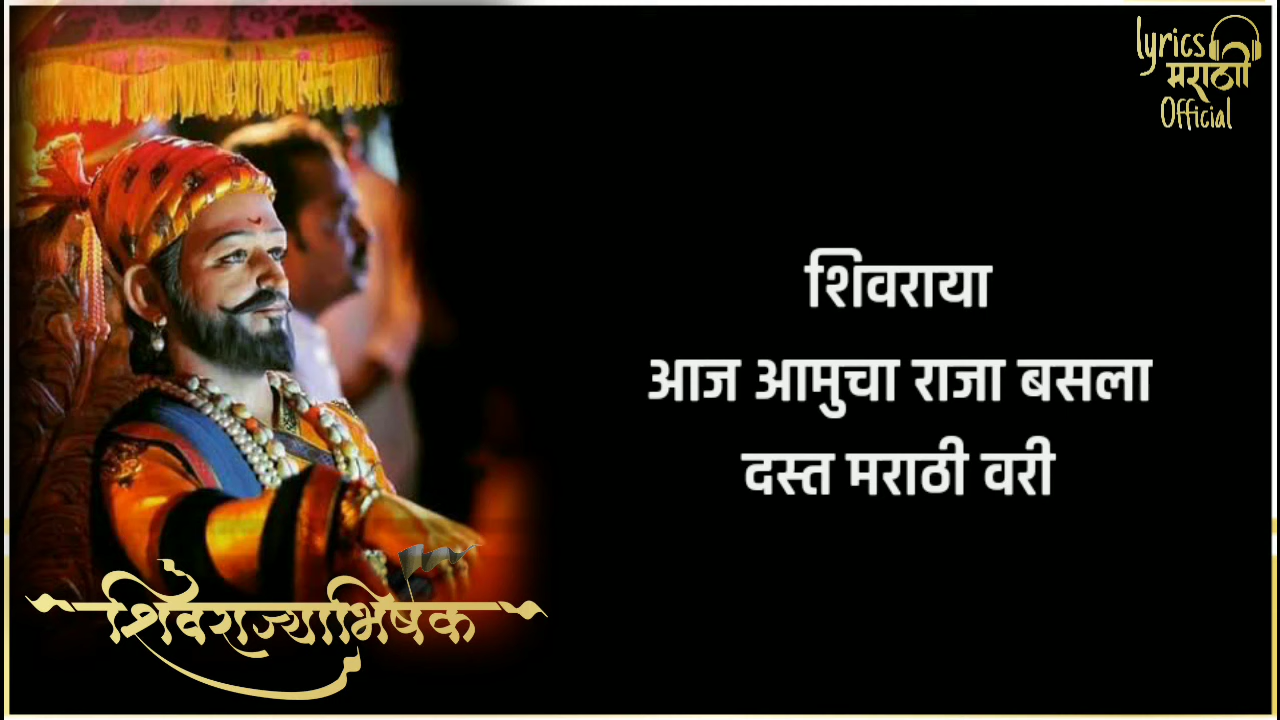 lyrics
मराठी
Official
शिवराया
आज आमुचा राजा बसला
दस्त मराठी वरी
शिवराज्याभिषेक